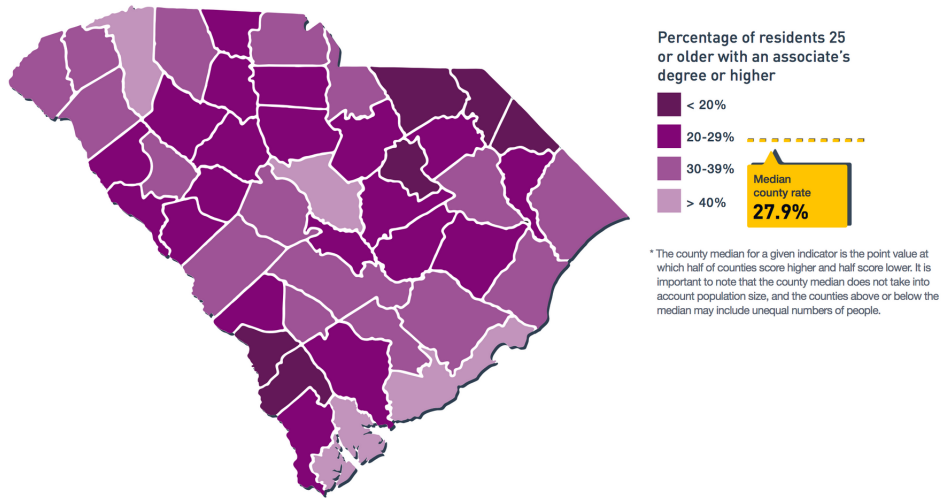 Percentage of residents 25
or older with an associate's
degree or higher
< 20%
20-29%
30-39%
> 40%
Median
county rate
27.9%
* The county median for a given indicator is the point value at
which half of counties score higher and half score lower. It is
important to note that the county median does not take into
account population size, and the counties above or below the
median may include unequal numbers of people.